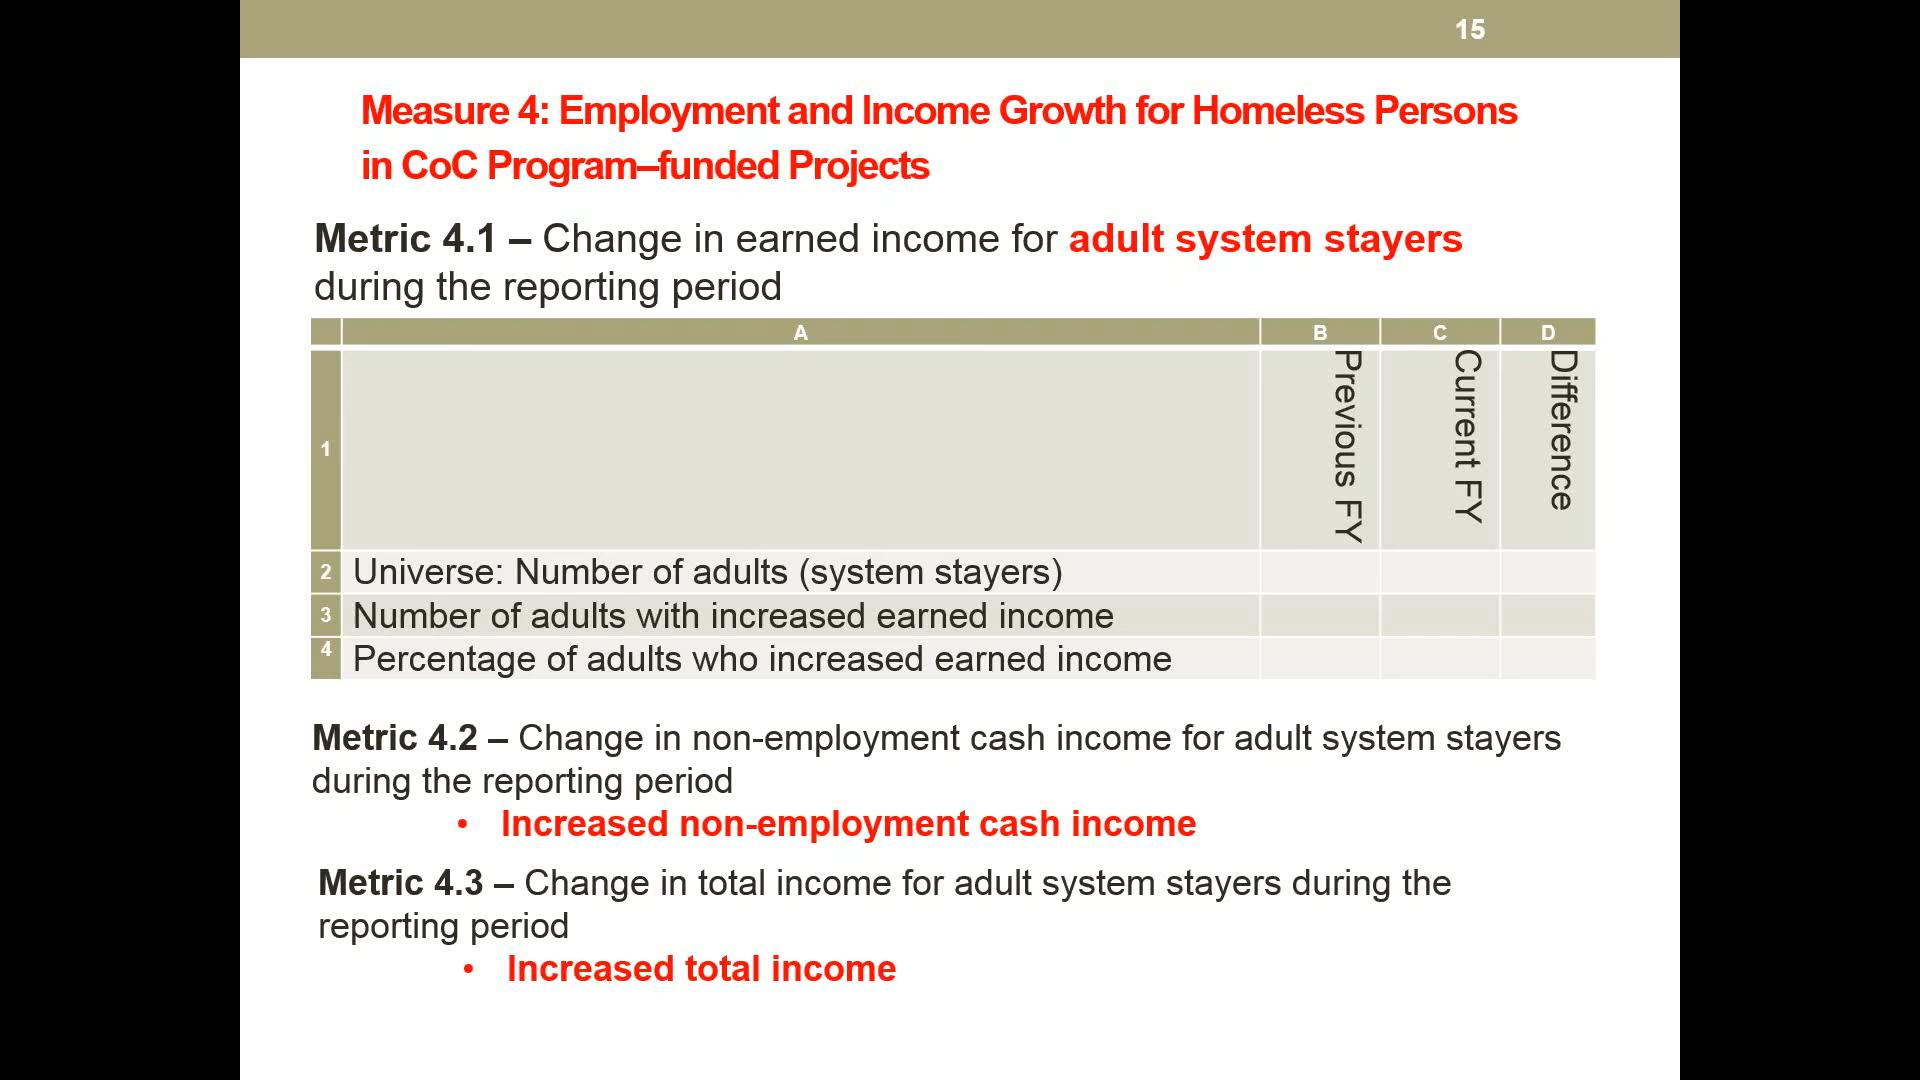 15
Measure 4: Employment and Income Growth for Homeless Persons
in CoC Program–funded Projects
Metric 4.1 – Change in earned income for adult system stayers
during the reporting period
A B C D
1 Previous FY Current FY Difference
2 Universe: Number of adults (system stayers)
3 Number of adults with increased earned income
4 Percentage of adults who increased earned income
Metric 4.2 – Change in non-employment cash income for adult system stayers
during the reporting period
• Increased non-employment cash income
Metric 4.3 – Change in total income for adult system stayers during the
reporting period
• Increased total income